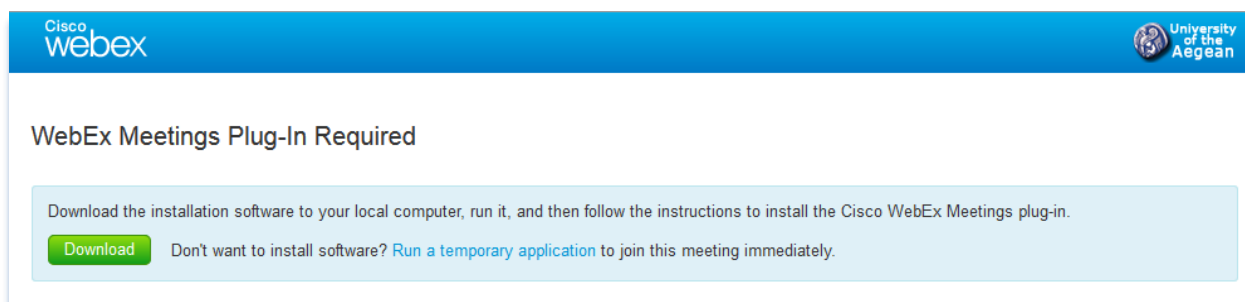 Cisco
webex
University
of the
Aegean
WebEx Meetings Plug-In Required
Download the installation software to your local computer, run it, and then follow the instructions to install the Cisco WebEx Meetings plug-in.
Download Don't want to install software? Run a temporary application to join this meeting immediately.